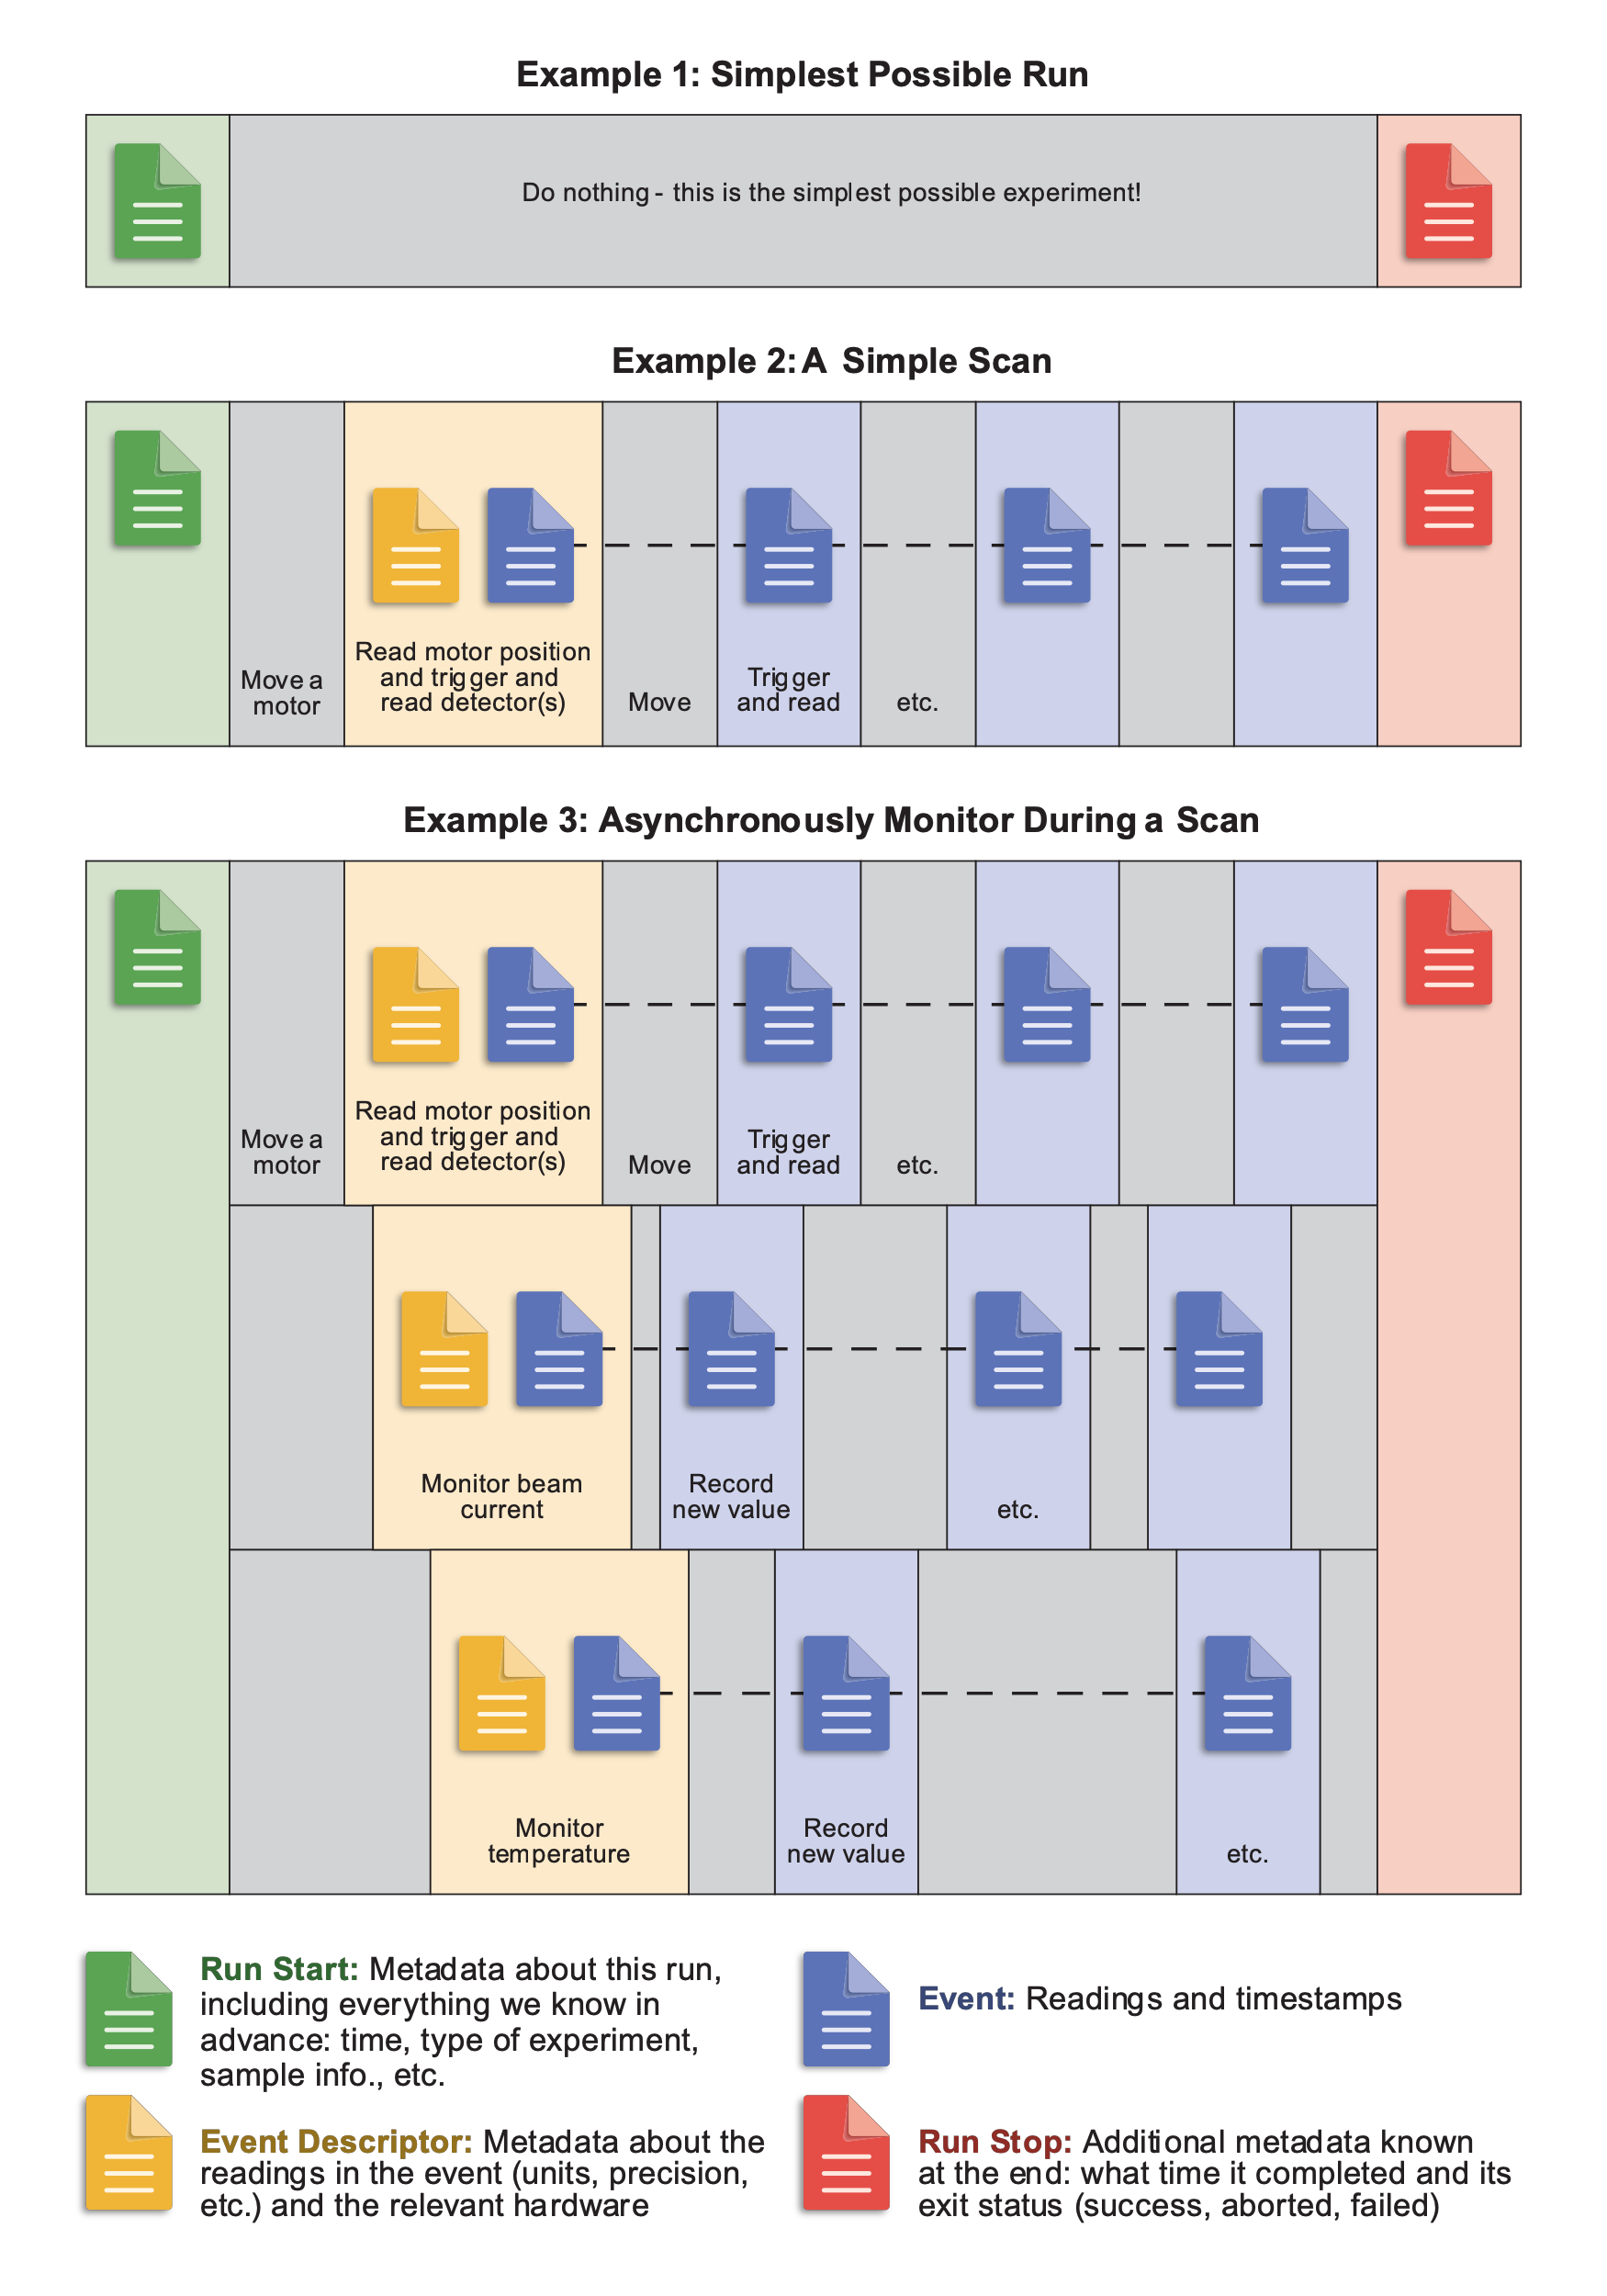 Example 1: Simplest Possible Run
Do nothing - this is the simplest possible experiment!
Example 2: A Simple Scan
Move a
motor
Read motor position
and trigger and
read detector(s)
Move
Trigger
and read
etc.
Example 3: Asynchronously Monitor During a Scan
Move a
motor
Read motor position
and trigger and
read detector(s)
Move
Trigger
and read
etc.
Monitor beam
current
Record
new value
etc.
Monitor
temperature
Record
new value
etc.
Run Start: Metadata about this run,
including everything we know in
advance: time, type of experiment,
sample info., etc.
Event: Readings and timestamps
Event Descriptor: Metadata about the
readings in the event (units, precision,
etc.) and the relevant hardware
Run Stop: Additional metadata known
at the end: what time it completed and its
exit status (success, aborted, failed)